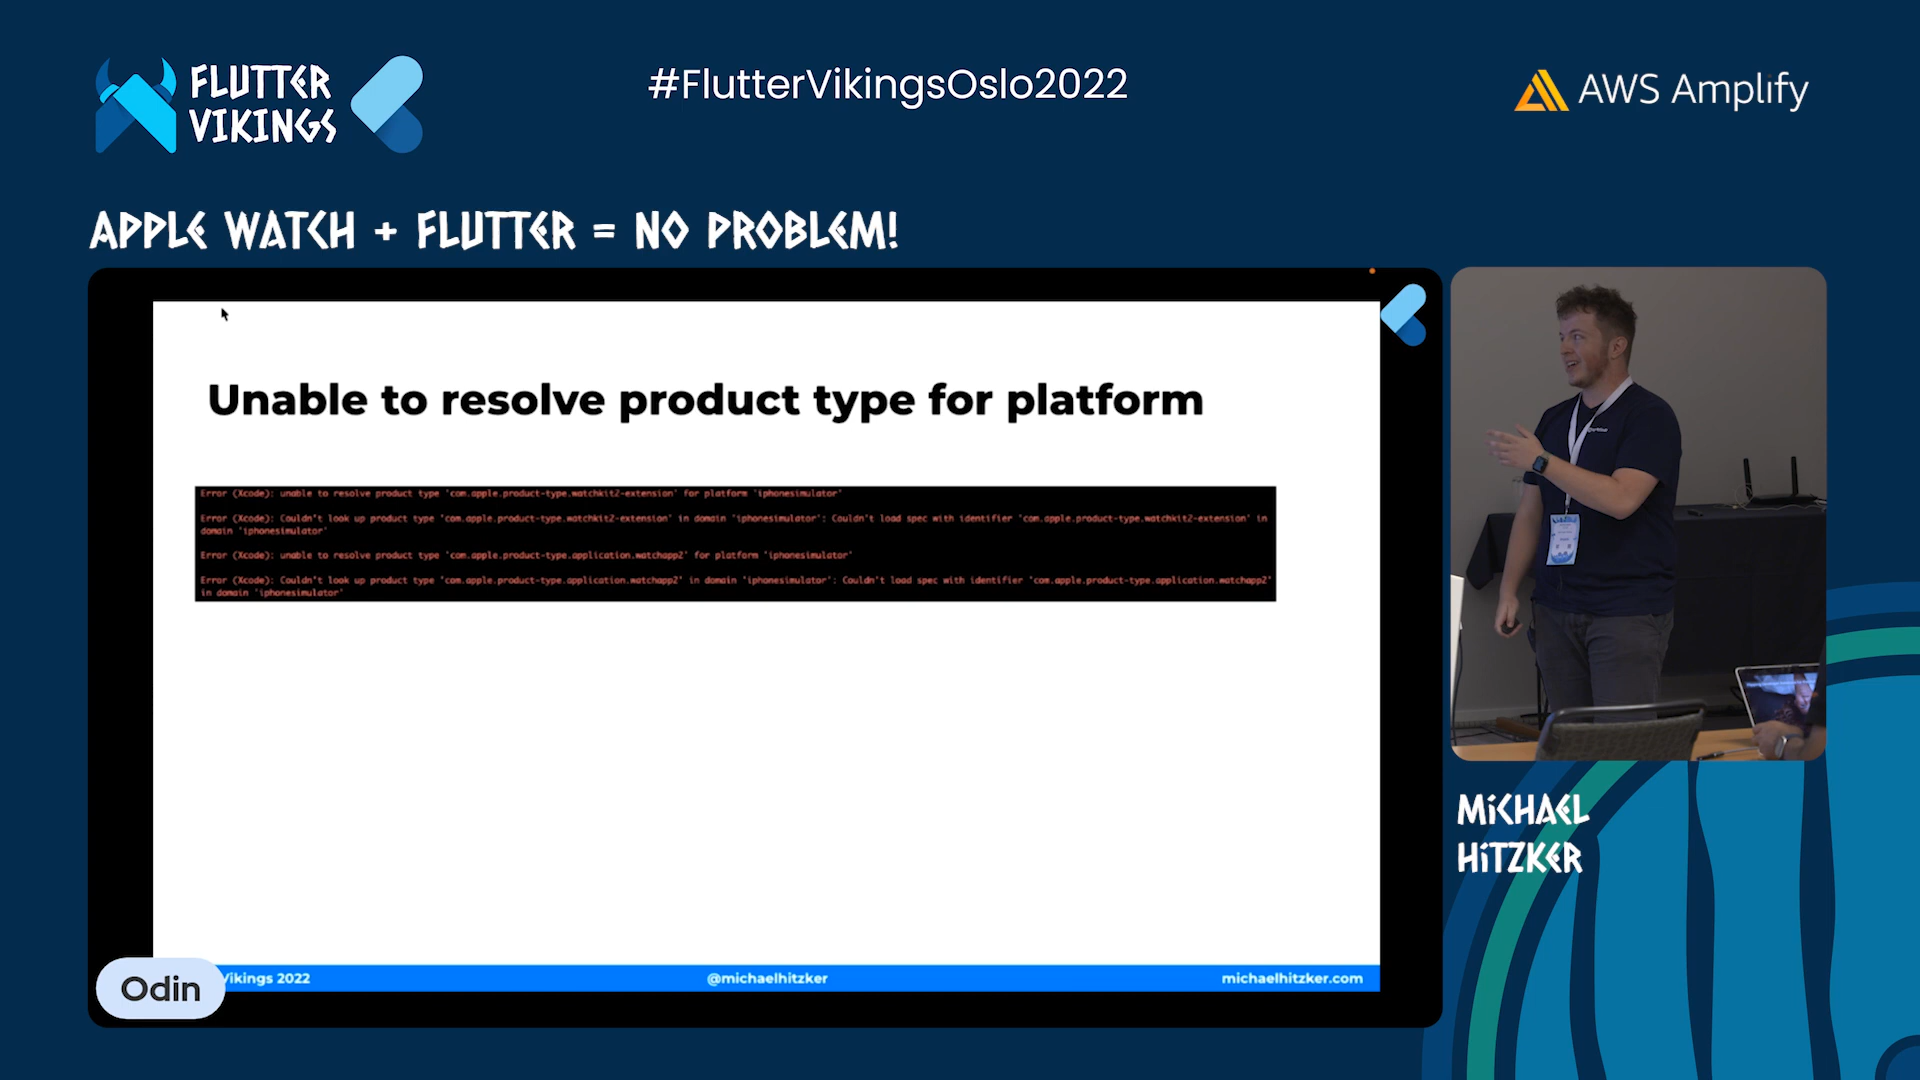 FLUTTER
VIKINGS
#FlutterVikingsOslo2022
AWS Amplify
APPLE WATCH + FLUTTER = NO PROBLEM!
Unable to resolve product type for platform
Error (Xcode): unable to resolve product type 'com.apple.product-type.watchkit2-extension' for platform 'iphonesimulator'
Error (Xcode): Couldn't look up product type 'com.apple.product-type.watchkit2-extension' in domain 'iphonesimulator': Couldn't load spec with identifier 'com.apple.product-type.watchkit2-extension' in
domain 'iphonesimulator'
Error (Xcode): unable to resolve product type 'com.apple.product-type.application.watchapp2' for platform 'iphonesimulator'
Error (Xcode): Couldn't look up product type 'com.apple.product-type.application.watchapp2' in domain 'iphonesimulator': Couldn't load spec with identifier 'com.apple.product-type.application.watchapp2'
in domain 'iphonesimulator'
Odin
Vikings 2022
@michaelhitzker
michaelhitzker.com
MiCHAEL
HiTZKER